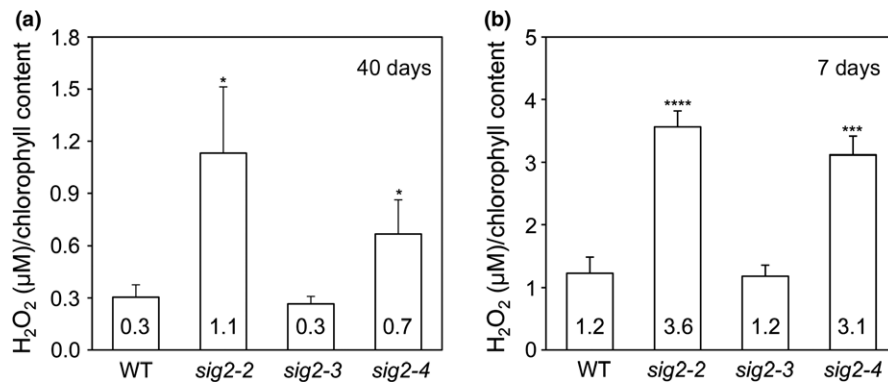 (a)
H₂O₂ (µM)/chlorophyll content
1.8
1.5
1.2
0.9
0.6
0.3
0.0
40 days
*
*
0.3
1.1
0.3
0.7
WT
sig2-2
sig2-3
sig2-4
(b)
H₂O₂ (µM)/chlorophyll content
5
4
3
2
1
0
7 days
****
***
1.2
3.6
1.2
3.1
WT
sig2-2
sig2-3
sig2-4